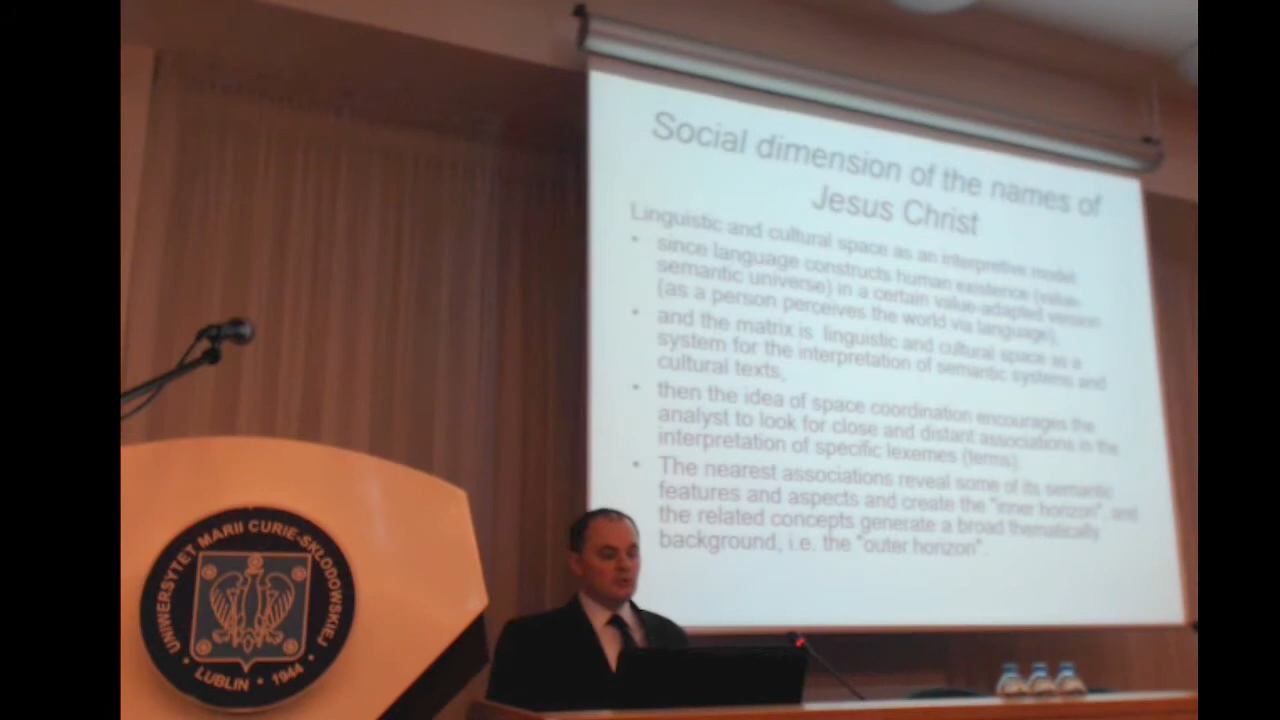 Social dimension of the names of
Jesus Christ
Linguistic and cultural space as an interpretive model
• since language constructs human existence (value-
semantic universe) in a certain value-adapted version
(as a person perceives the world via language),
• and the matrix is linguistic and cultural space as a
system for the interpretation of semantic systems and
cultural texts,
• then the idea of space coordination encourages the
analyst to look for close and distant associations in the
interpretation of specific lexemes (terms)
• The nearest associations reveal some of its semantic
features and aspects and create the "inner horizon", and
the related concepts generate a broad thematically
background, i.e. the "outer horizon".
UNIWERSYTET MARII CURIE-SKŁODOWSKIEJ
• LUBLIN • 1944 •